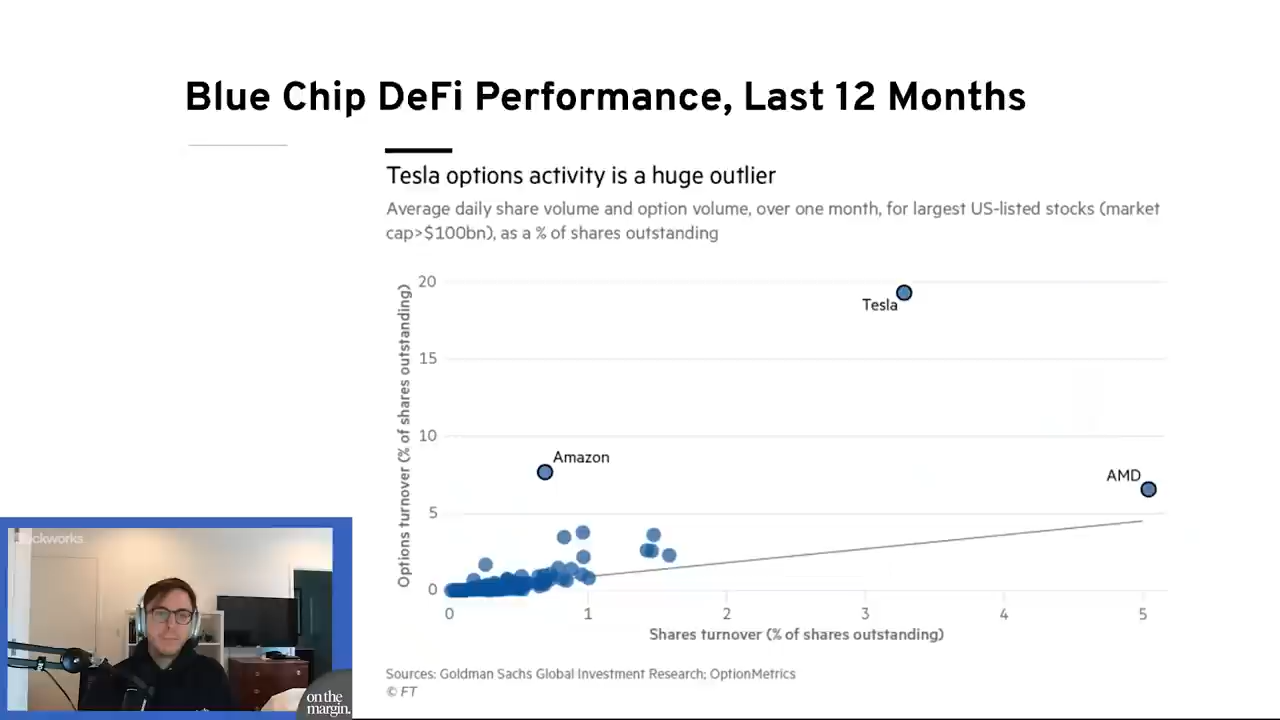 Blue Chip DeFi Performance, Last 12 Months
Tesla options activity is a huge outlier
Average daily share volume and option volume, over one month, for largest US-listed stocks (market
cap>$100bn), as a % of shares outstanding
Options turnover (% of shares outstanding)
20
15
10
5
0
Tesla
Amazon
AMD
0 1 2 3 4 5
Shares turnover (% of shares outstanding)
Sources: Goldman Sachs Global Investment Research; OptionMetrics
© FT
on the
margin.